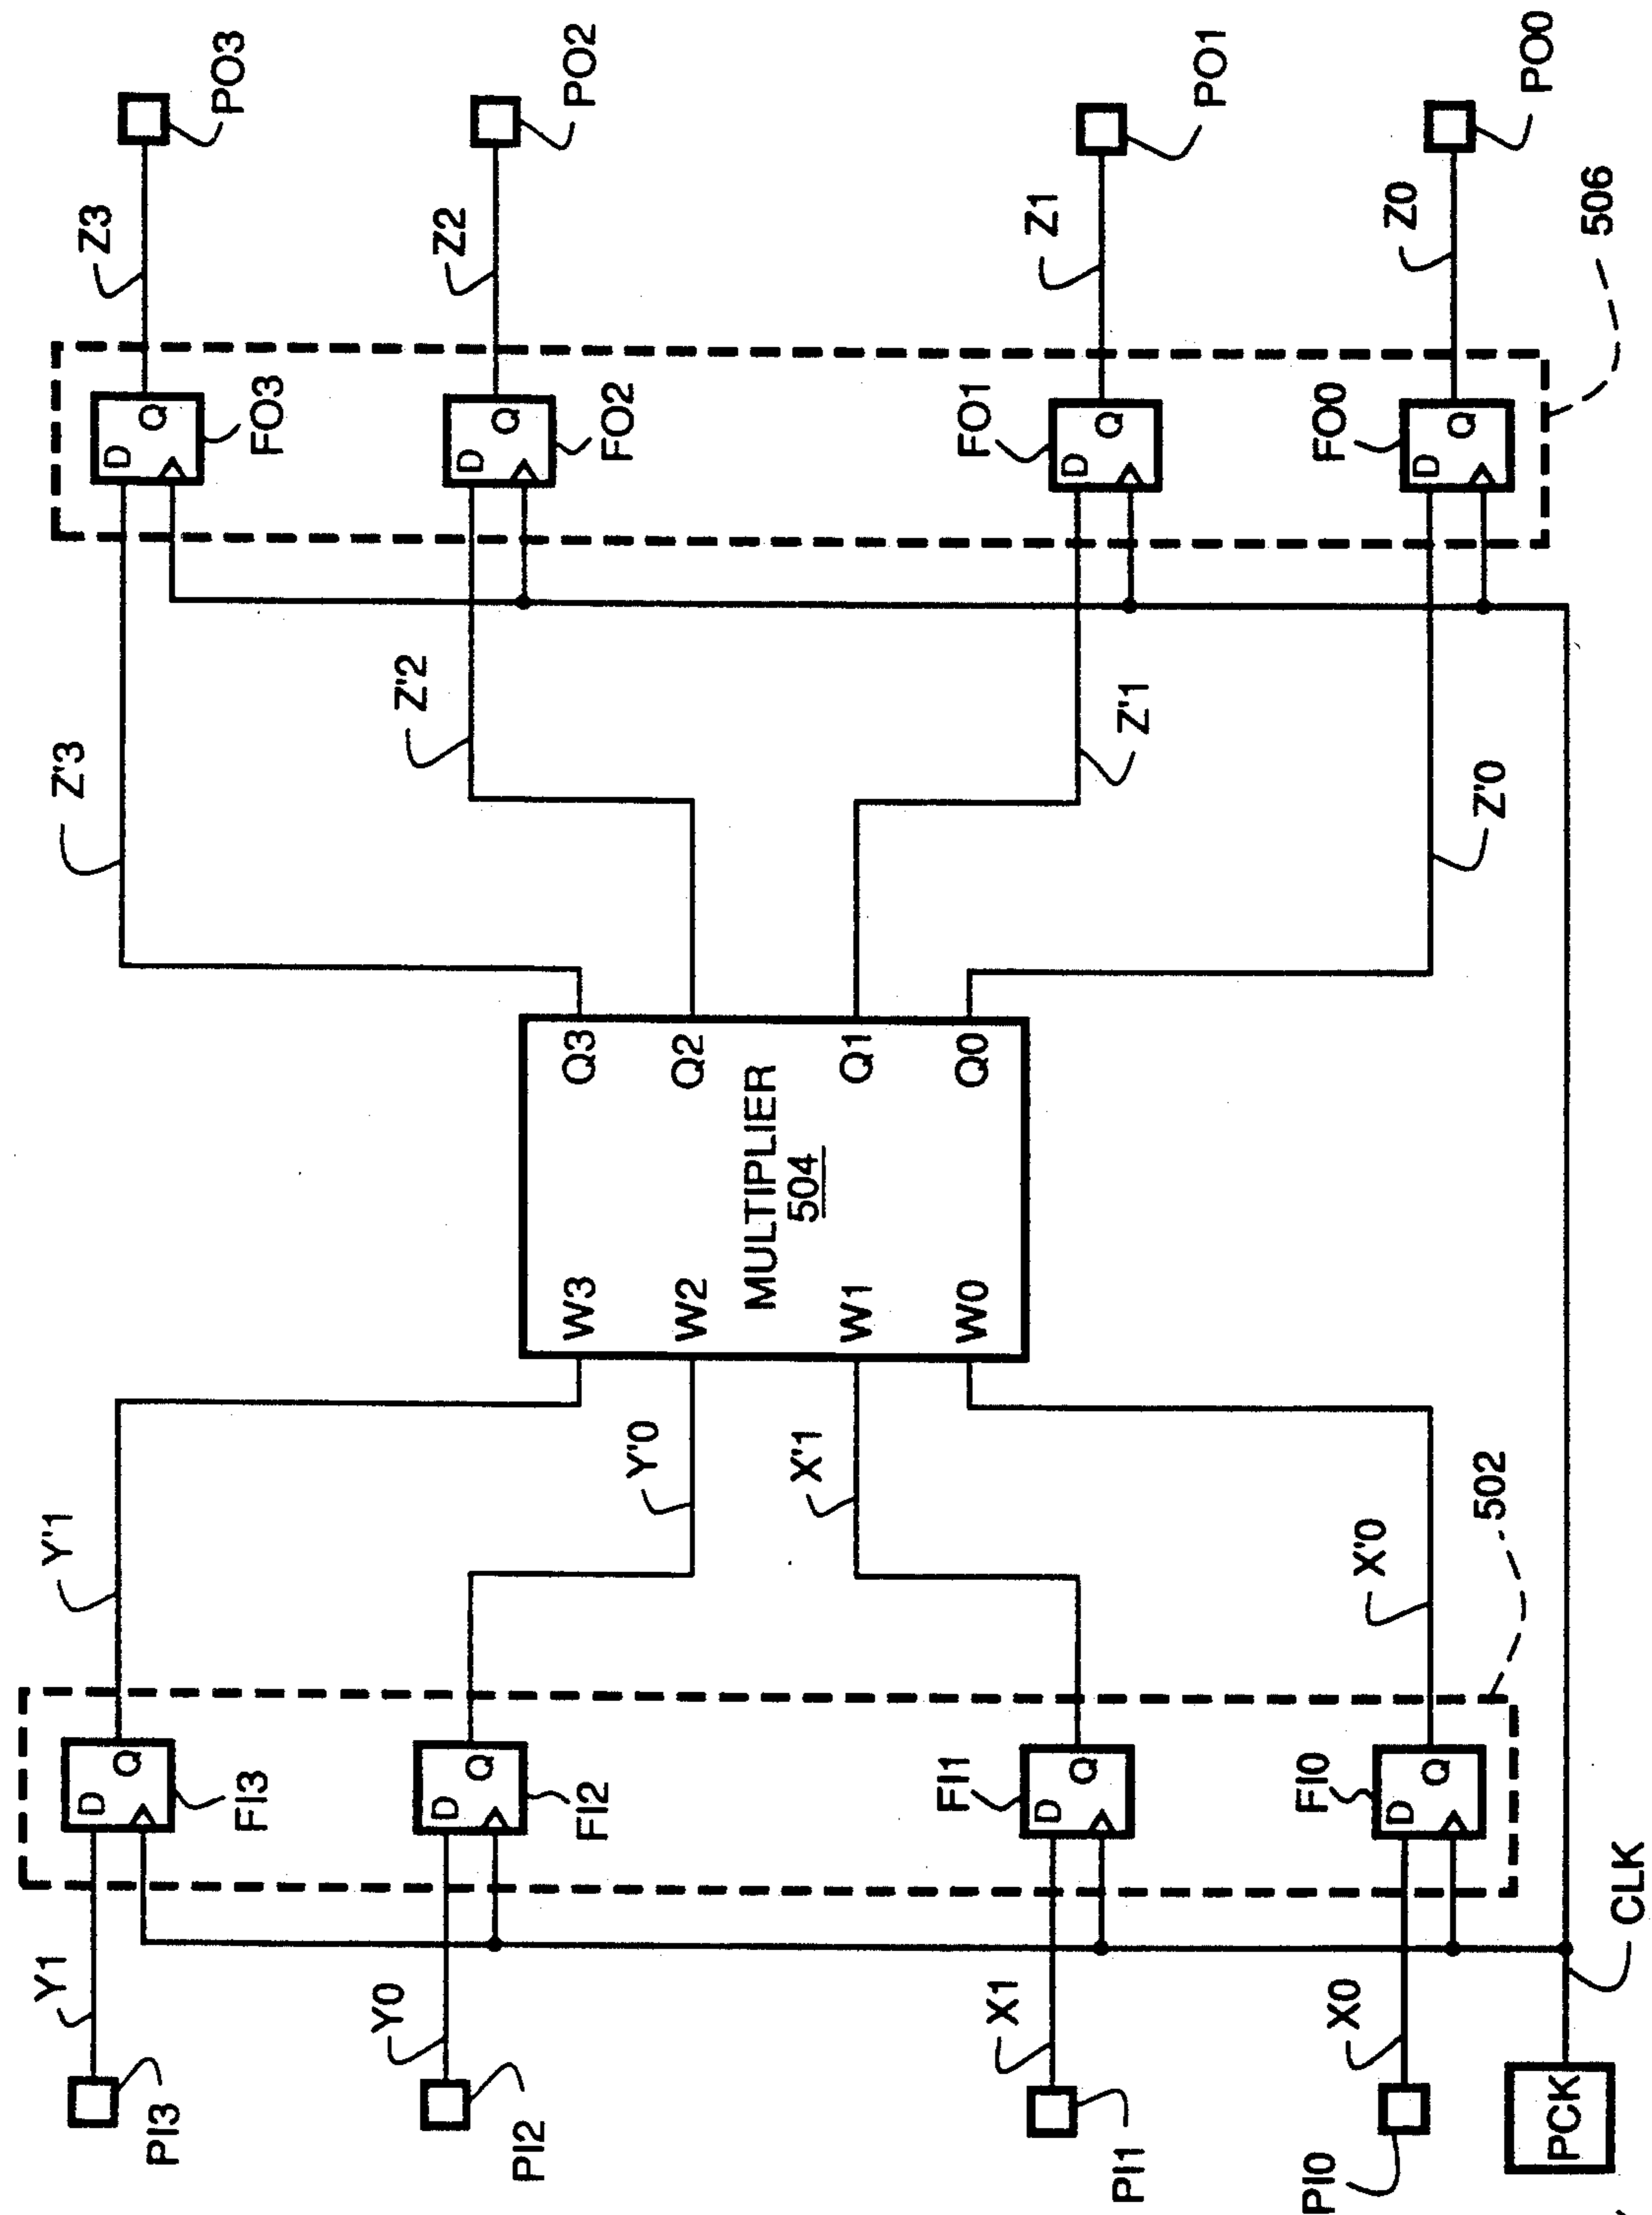 PI3
Y1
D
Q
FI3
Y'1
PI2
Y0
D
Q
FI2
Y'0
PI1
X1
D
Q
FI1
X'1
PI0
X0
D
Q
FI0
X'0
502
PCK
CLK
W3
W2
W1
W0
MULTIPLIER
504
Q3
Q2
Q1
Q0
Z'3
D
Q
FO3
Z3
PO3
Z'2
D
Q
FO2
Z2
PO2
Z'1
D
Q
FO1
Z1
PO1
Z'0
D
Q
FO0
Z0
PO0
506